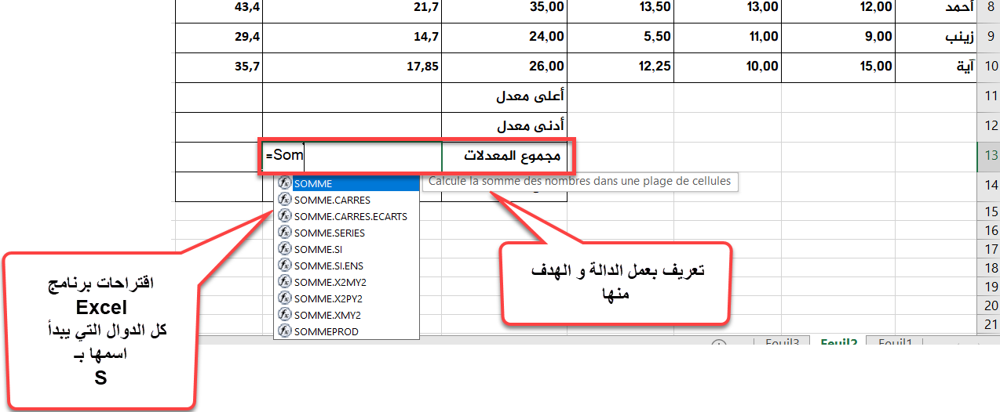 8 أحمد 12,00 13,00 13,50 35,00 21,7 43,4
9 زينب 9,00 11,00 5,50 24,00 14,7 29,4
10 آية 15,00 10,00 12,25 26,00 17,85 35,7
11 أعلى معدل
12 أدنى معدل
13 مجموع المعدلات =Som
14
15
16
17
18
19
20
21
Calcule la somme des nombres dans une plage de cellules
SOMME
SOMME.CARRES
SOMME.CARRES.ECARTS
SOMME.SERIES
SOMME.SI
SOMME.SI.ENS
SOMME.X2MY2
SOMME.X2PY2
SOMME.XMY2
SOMMEPROD
تعريف بعمل الدالة و الهدف
منها
اقتراحات برنامج
Excel
كل الدوال التي يبدأ
اسمها بـ
S
Feuil1 Feuil2 Feuil3